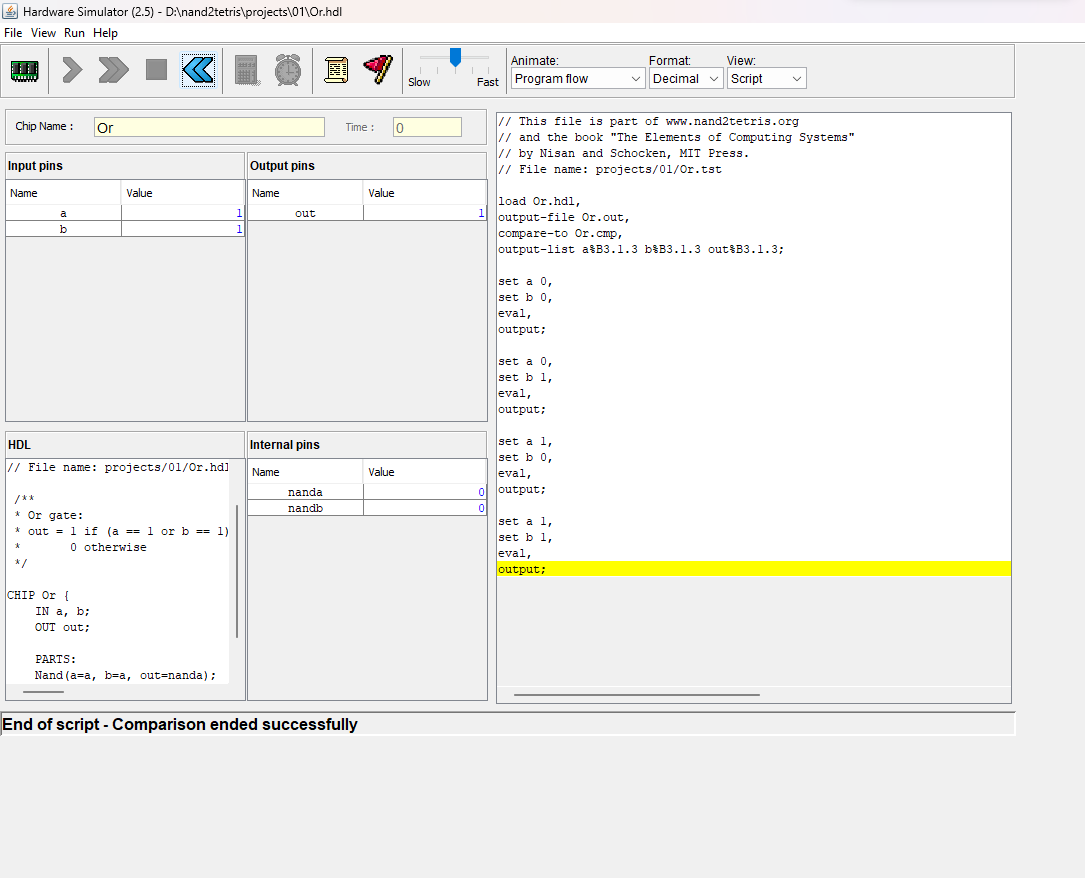 Hardware Simulator (2.5) - D:\nand2tetris\projects\01\Or.hdl
File View Run Help
Slow Fast
Animate: Format: View:
Program flow Decimal Script
Chip Name : Or Time : 0
Input pins
Name Value
a 1
b 1
Output pins
Name Value
out 1
HDL
// File name: projects/01/Or.hdl
/**
* Or gate:
* out = 1 if (a == 1 or b == 1)
* 0 otherwise
*/
CHIP Or {
IN a, b;
OUT out;
PARTS:
Nand(a=a, b=a, out=nanda);
Internal pins
Name Value
nanda 0
nandb 0
// This file is part of www.nand2tetris.org
// and the book "The Elements of Computing Systems"
// by Nisan and Schocken, MIT Press.
// File name: projects/01/Or.tst
load Or.hdl,
output-file Or.out,
compare-to Or.cmp,
output-list a%B3.1.3 b%B3.1.3 out%B3.1.3;
set a 0,
set b 0,
eval,
output;
set a 0,
set b 1,
eval,
output;
set a 1,
set b 0,
eval,
output;
set a 1,
set b 1,
eval,
output;
End of script - Comparison ended successfully